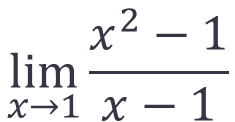 lim x→1 x² − 1 / x − 1